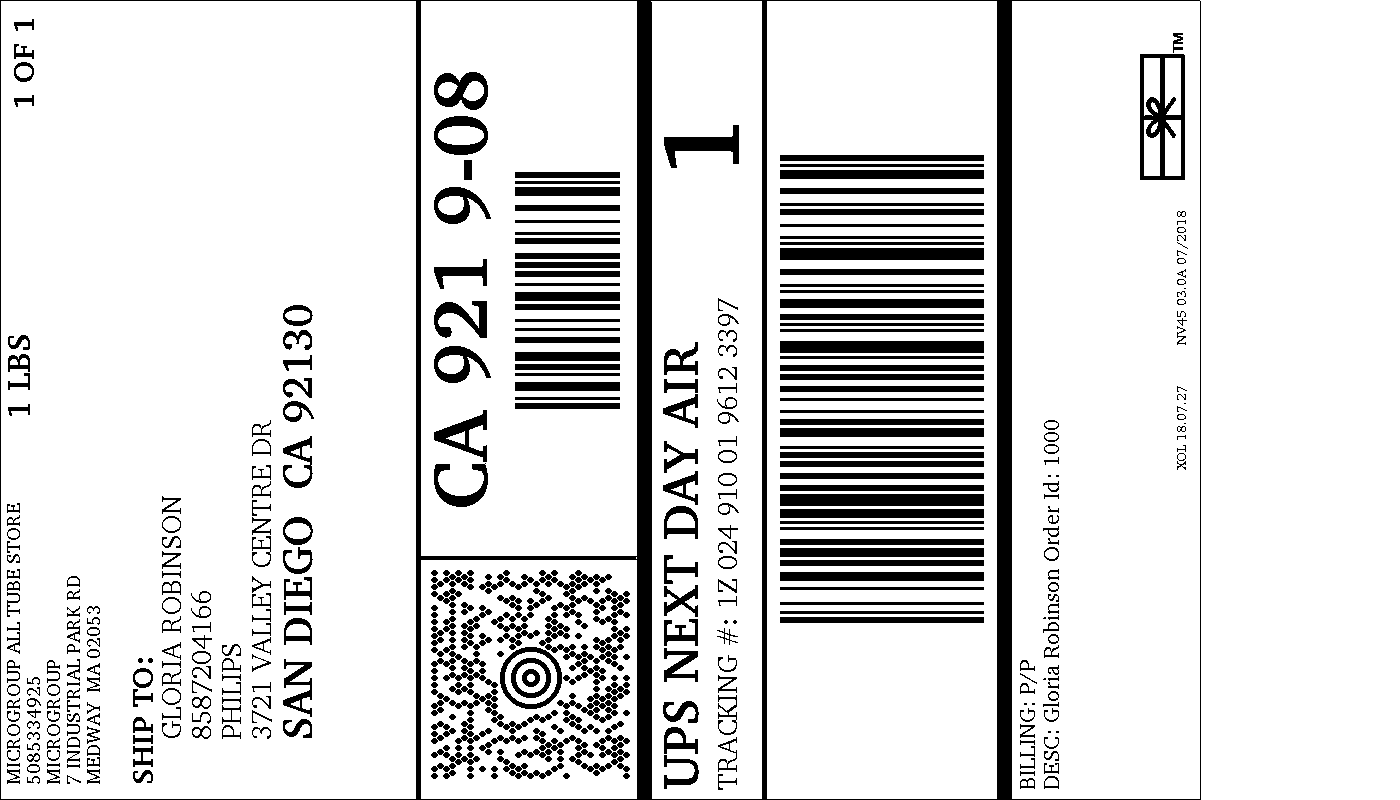 MICROGROUP ALL TUBE STORE
5085334925
MICROGROUP
7 INDUSTRIAL PARK RD
MEDWAY  MA 02053
1 LBS
1 OF 1
SHIP TO:
GLORIA ROBINSON
8587204166
PHILIPS
3721 VALLEY CENTRE DR
SAN DIEGO  CA 92130
CA 921 9-08
UPS NEXT DAY AIR
1
TRACKING #: 1Z 024 910 01 9612 3397
BILLING: P/P
DESC: Gloria Robinson Order Id: 1000
XOL 18.07.27
NV45 03.0A 07/2018
TM